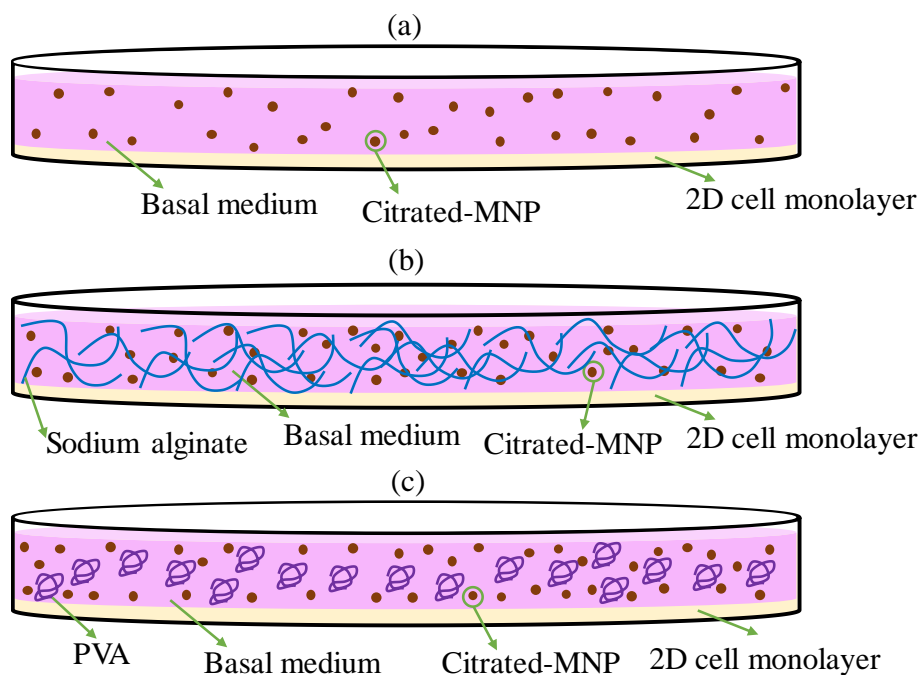 (a)
Basal medium
Citrated-MNP
2D cell monolayer
(b)
Sodium alginate
Basal medium
Citrated-MNP
2D cell monolayer
(c)
PVA
Basal medium
Citrated-MNP
2D cell monolayer